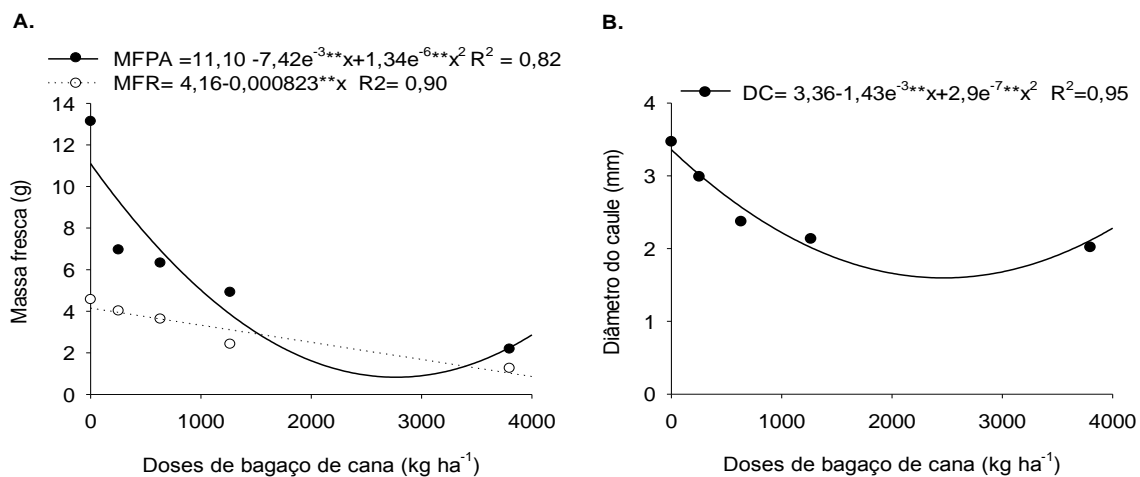 A.
MFPA =11,10 -7,42e⁻³**x+1,34e⁻⁶**x² R² = 0,82
MFR= 4,16-0,000823**x R2= 0,90
Massa fresca (g)
14
12
10
8
6
4
2
0
0 1000 2000 3000 4000
Doses de bagaço de cana (kg ha⁻¹)
B.
DC= 3,36-1,43e⁻³**x+2,9e⁻⁷**x² R²=0,95
Diâmetro do caule (mm)
4
3
2
1
0
0 1000 2000 3000 4000
Doses de bagaço de cana (kg ha⁻¹)